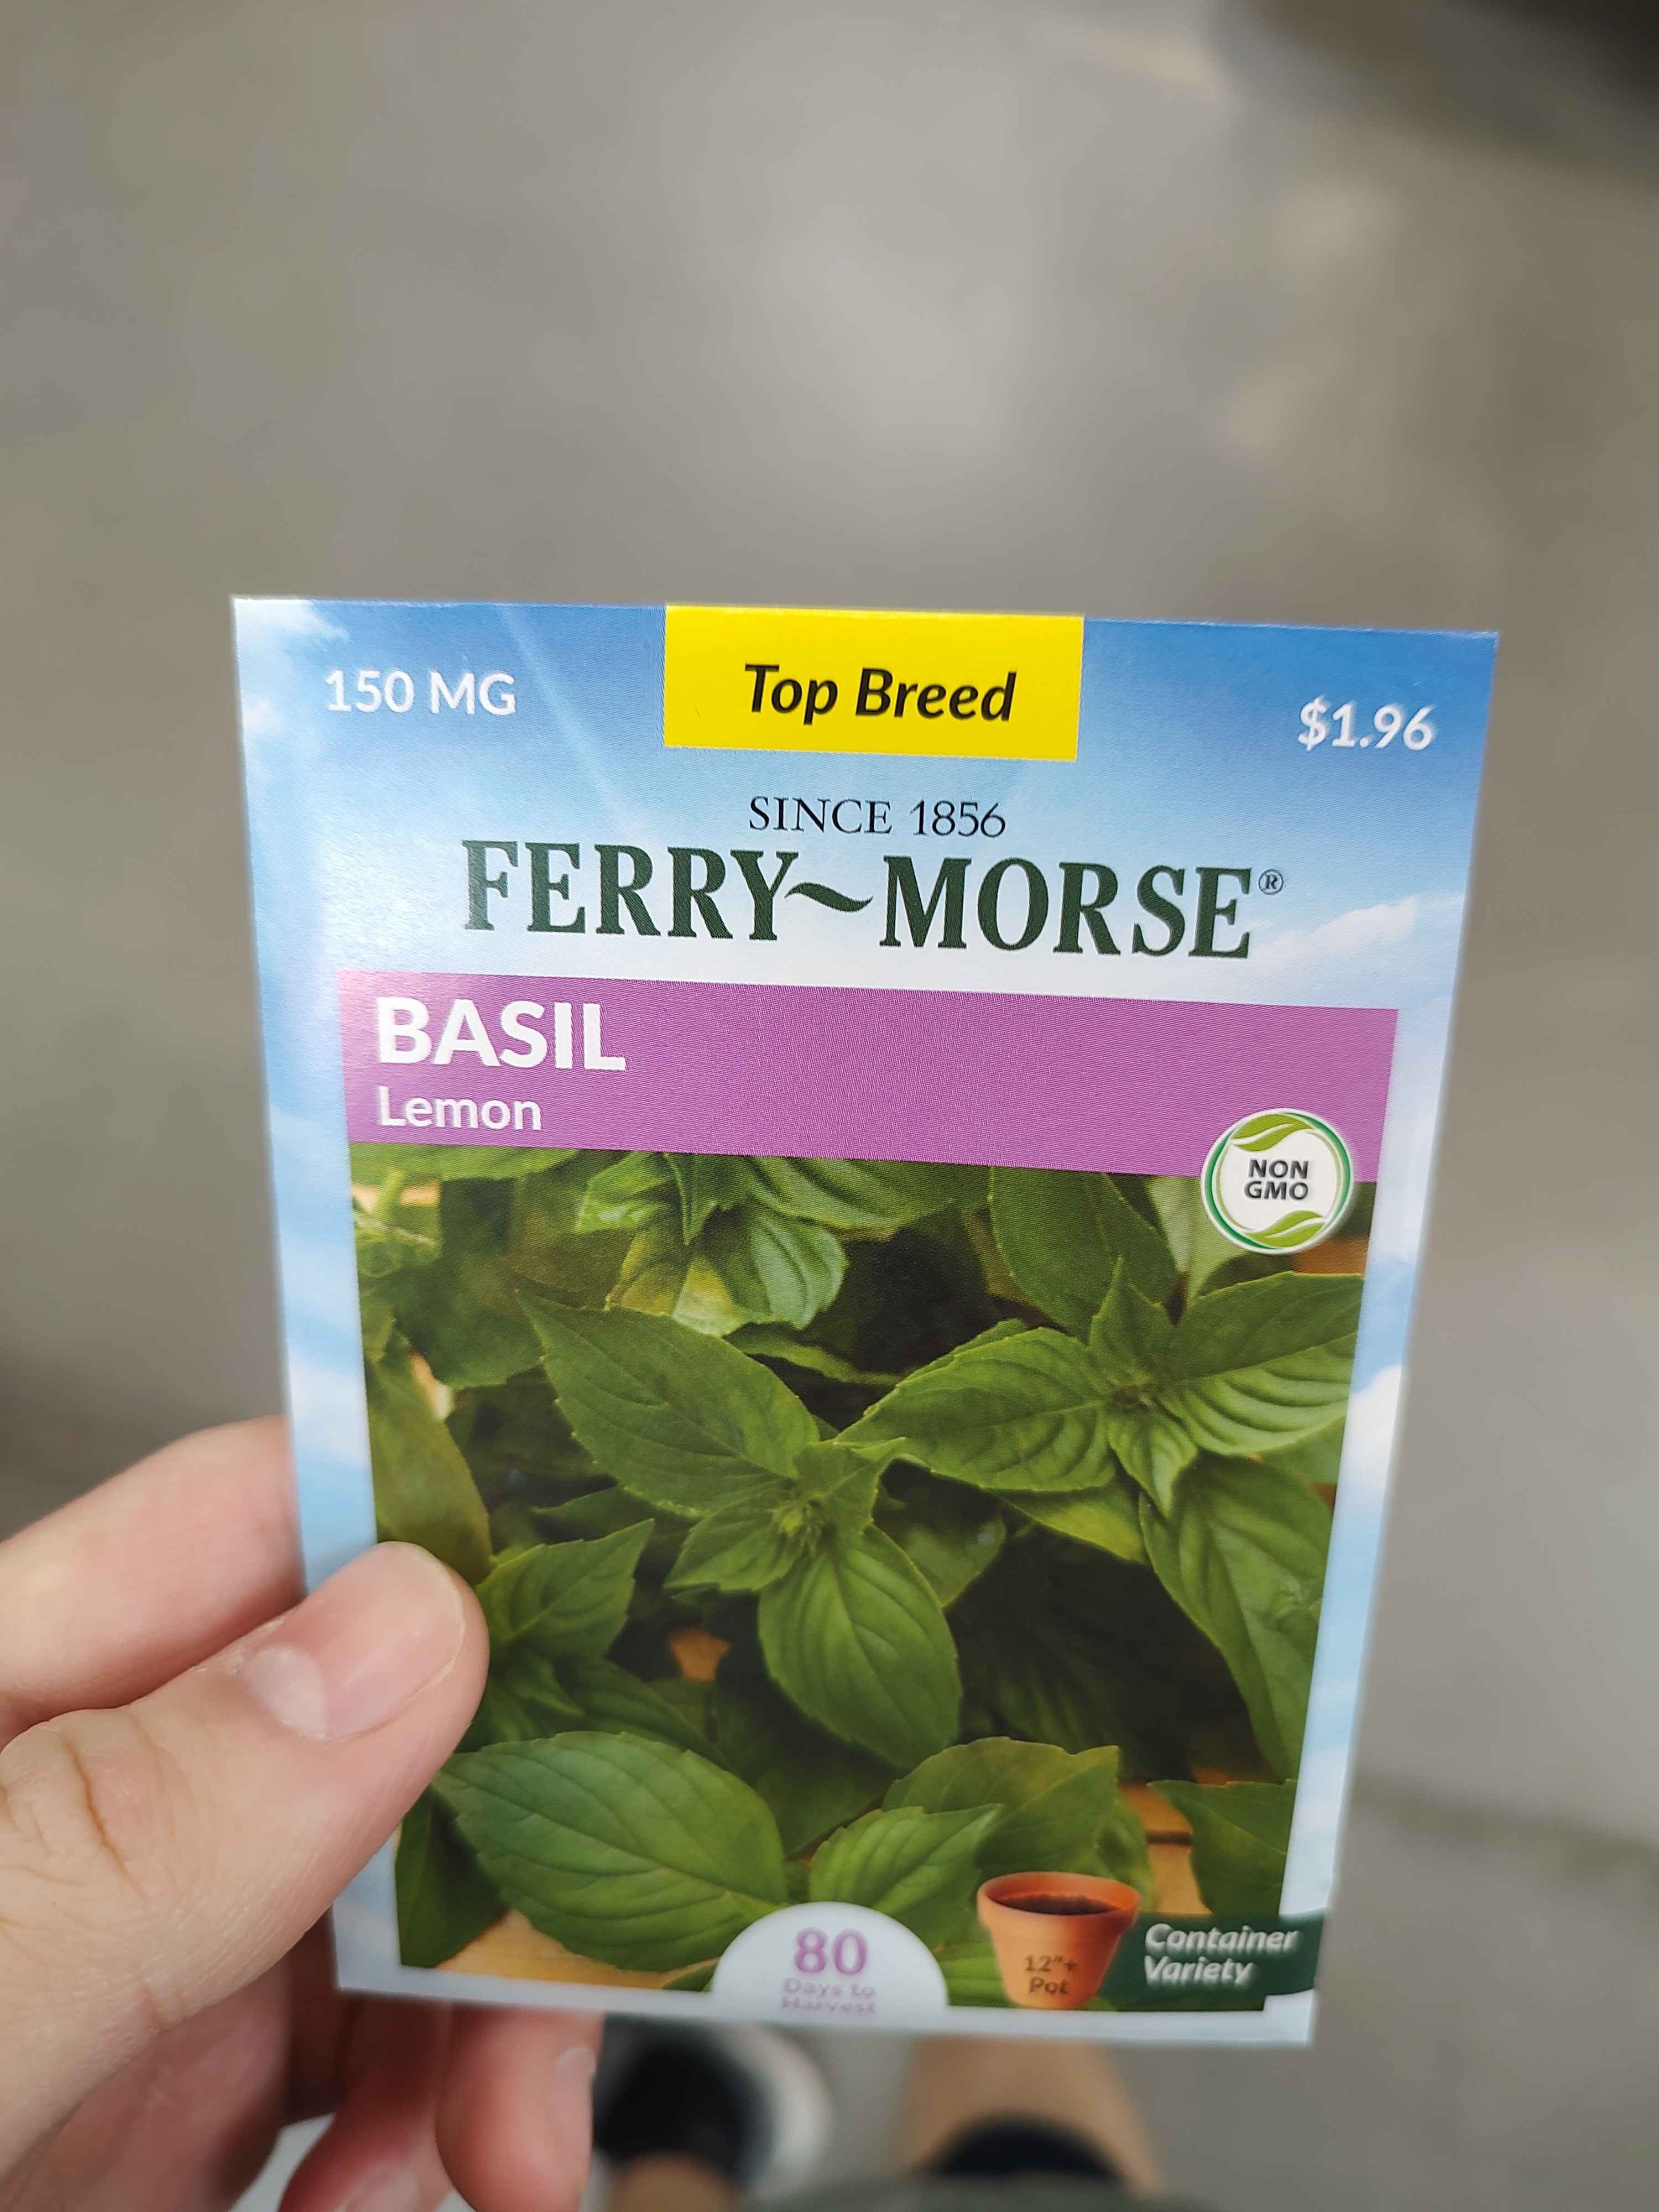 150 MG
Top Breed
$1.96
SINCE 1856
FERRY~MORSE®
BASIL
Lemon
NON
GMO
80
Days to
Harvest
12"+
Pot
Container
Variety